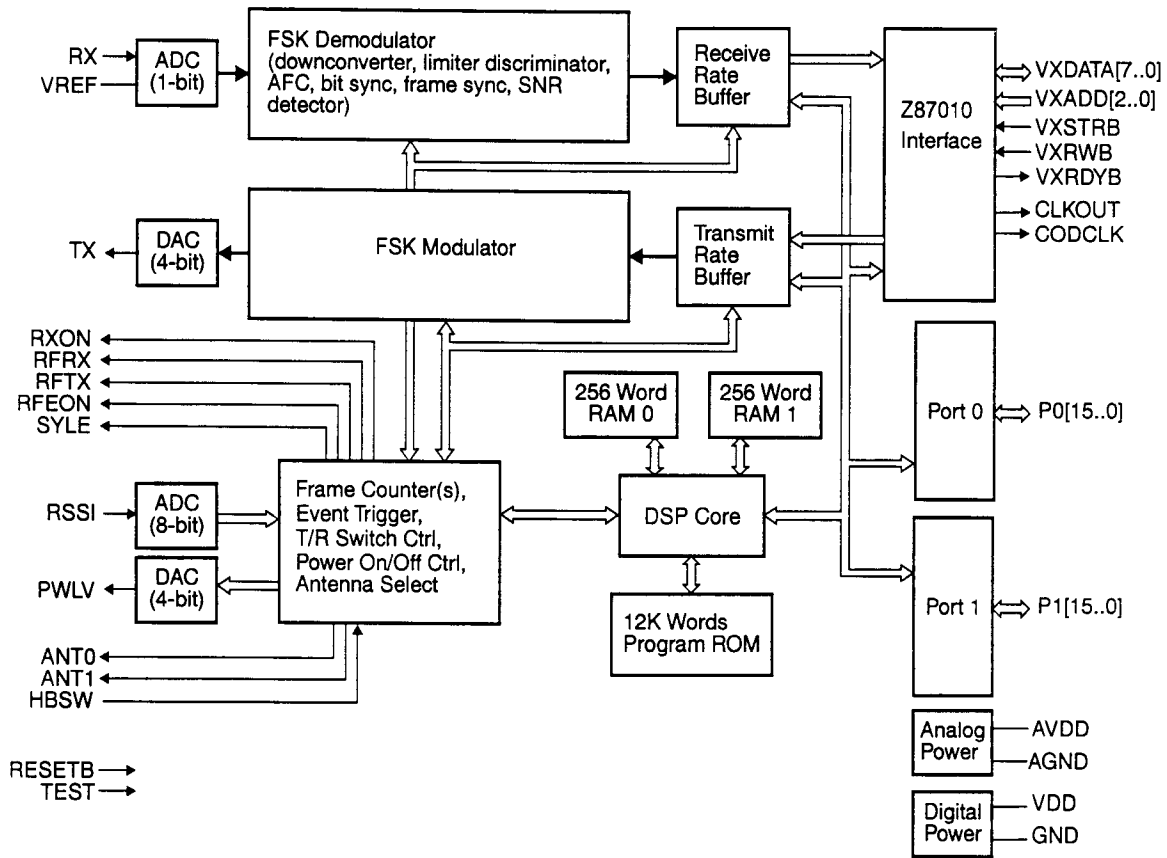 RX
VREF
ADC
(1-bit)
FSK Demodulator
(downconverter, limiter discriminator,
AFC, bit sync, frame sync, SNR
detector)
Receive
Rate
Buffer
Z87010
Interface
VXDATA[7..0]
VXADD[2..0]
VXSTRB
VXRWB
VXRDYB
CLKOUT
CODCLK
TX
DAC
(4-bit)
FSK Modulator
Transmit
Rate
Buffer
RXON
RFRX
RFTX
RFEON
SYLE
256 Word
RAM 0
256 Word
RAM 1
Port 0
P0[15..0]
RSSI
ADC
(8-bit)
Frame Counter(s),
Event Trigger,
T/R Switch Ctrl,
Power On/Off Ctrl,
Antenna Select
DSP Core
PWLV
DAC
(4-bit)
12K Words
Program ROM
Port 1
P1[15..0]
ANT0
ANT1
HBSW
Analog
Power
AVDD
AGND
RESETB
TEST
Digital
Power
VDD
GND